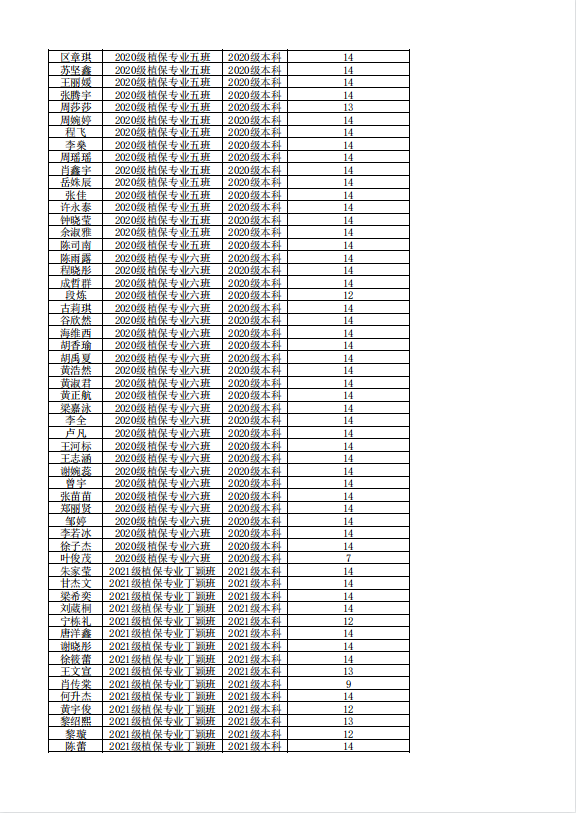 区章琪 2020级植保专业五班 2020级本科 14
苏坚鑫 2020级植保专业五班 2020级本科 14
王丽媛 2020级植保专业五班 2020级本科 14
张腾宇 2020级植保专业五班 2020级本科 14
周莎莎 2020级植保专业五班 2020级本科 13
周婉婷 2020级植保专业五班 2020级本科 14
程飞 2020级植保专业五班 2020级本科 14
李燊 2020级植保专业五班 2020级本科 14
周瑶瑶 2020级植保专业五班 2020级本科 14
肖鑫宇 2020级植保专业五班 2020级本科 14
岳姝辰 2020级植保专业五班 2020级本科 14
张佳 2020级植保专业五班 2020级本科 14
许永泰 2020级植保专业五班 2020级本科 14
钟晓莹 2020级植保专业五班 2020级本科 14
余淑雅 2020级植保专业五班 2020级本科 14
陈司南 2020级植保专业五班 2020级本科 14
陈雨露 2020级植保专业六班 2020级本科 14
程晓彤 2020级植保专业六班 2020级本科 14
成哲群 2020级植保专业六班 2020级本科 14
段炼 2020级植保专业六班 2020级本科 12
古莉琪 2020级植保专业六班 2020级本科 14
谷欣然 2020级植保专业六班 2020级本科 14
海维西 2020级植保专业六班 2020级本科 14
胡香瑜 2020级植保专业六班 2020级本科 14
胡禹夏 2020级植保专业六班 2020级本科 14
黄浩然 2020级植保专业六班 2020级本科 14
黄淑君 2020级植保专业六班 2020级本科 14
黄正航 2020级植保专业六班 2020级本科 14
梁嘉泳 2020级植保专业六班 2020级本科 14
李全 2020级植保专业六班 2020级本科 14
卢凡 2020级植保专业六班 2020级本科 14
王河标 2020级植保专业六班 2020级本科 14
王志涵 2020级植保专业六班 2020级本科 14
谢婉蕊 2020级植保专业六班 2020级本科 14
曾宇 2020级植保专业六班 2020级本科 14
张苗苗 2020级植保专业六班 2020级本科 14
郑丽贤 2020级植保专业六班 2020级本科 14
邹婷 2020级植保专业六班 2020级本科 14
李若冰 2020级植保专业六班 2020级本科 14
徐子杰 2020级植保专业六班 2020级本科 14
叶俊茂 2020级植保专业六班 2020级本科 7
朱家莹 2021级植保专业丁颖班 2021级本科 14
甘杰文 2021级植保专业丁颖班 2021级本科 14
梁希奕 2021级植保专业丁颖班 2021级本科 14
刘葳桐 2021级植保专业丁颖班 2021级本科 14
宁栋礼 2021级植保专业丁颖班 2021级本科 12
唐洋鑫 2021级植保专业丁颖班 2021级本科 14
谢晓彤 2021级植保专业丁颖班 2021级本科 14
徐筱蕾 2021级植保专业丁颖班 2021级本科 14
王文宣 2021级植保专业丁颖班 2021级本科 13
肖传棠 2021级植保专业丁颖班 2021级本科 9
何升杰 2021级植保专业丁颖班 2021级本科 14
黄宇俊 2021级植保专业丁颖班 2021级本科 12
黎绍熙 2021级植保专业丁颖班 2021级本科 13
黎璇 2021级植保专业丁颖班 2021级本科 12
陈蕾 2021级植保专业丁颖班 2021级本科 14